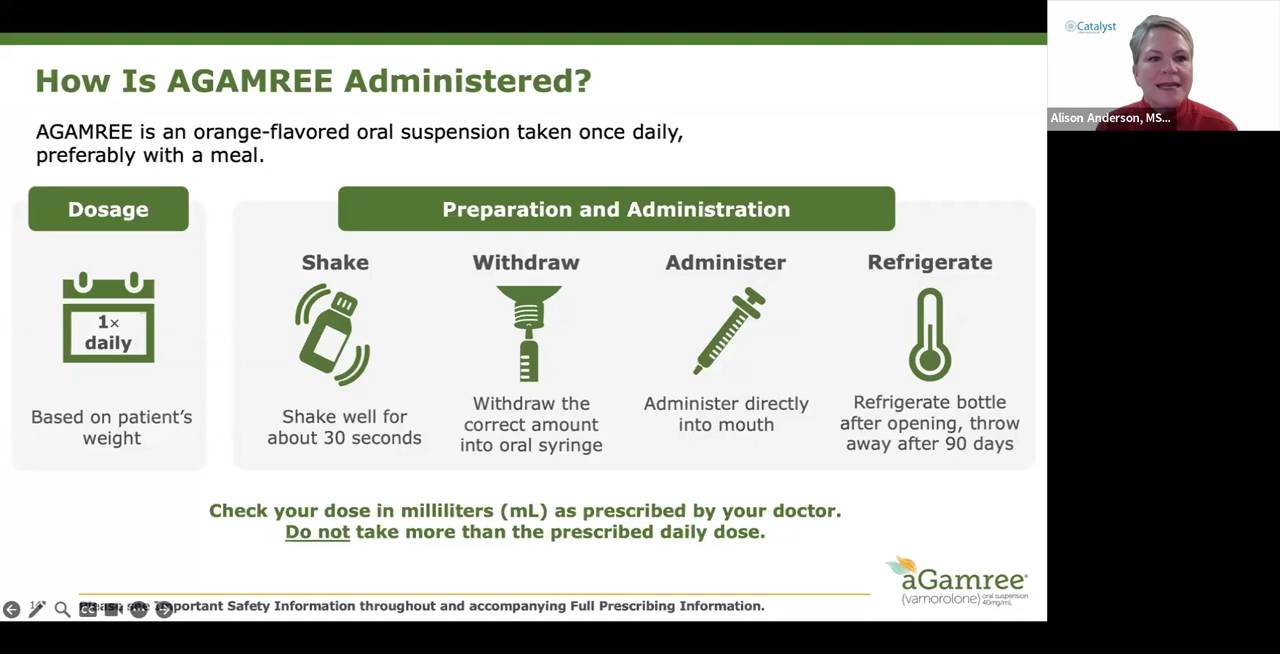 How Is AGAMREE Administered?
AGAMREE is an orange-flavored oral suspension taken once daily,
preferably with a meal.
Dosage
1x
daily
Based on patient’s
weight
Preparation and Administration
Shake
Shake well for
about 30 seconds
Withdraw
Withdraw the
correct amount
into oral syringe
Administer
Administer directly
into mouth
Refrigerate
Refrigerate bottle
after opening, throw
away after 90 days
Check your dose in milliliters (mL) as prescribed by your doctor.
Do not take more than the prescribed daily dose.
Please see Important Safety Information throughout and accompanying Full Prescribing Information.
aGamree®
(vamorolone) oral suspension
40mg/mL
CC
Catalyst
Alison Anderson, MS...